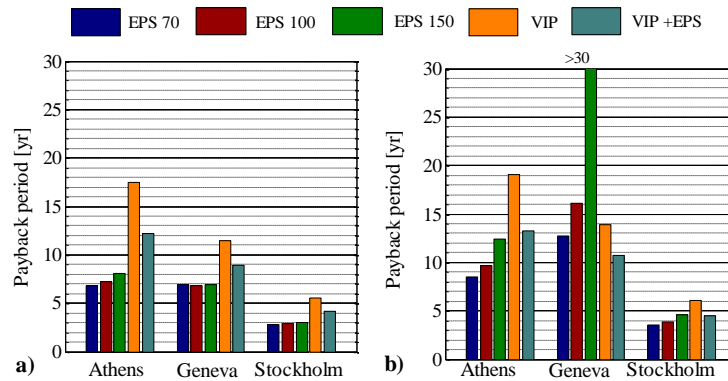 EPS 70 EPS 100 EPS 150 VIP VIP +EPS
Payback period [yr]
30
25
20
15
10
5
0
Athens Geneva Stockholm
a)
>30
Payback period [yr]
30
25
20
15
10
5
0
Athens Geneva Stockholm
b)